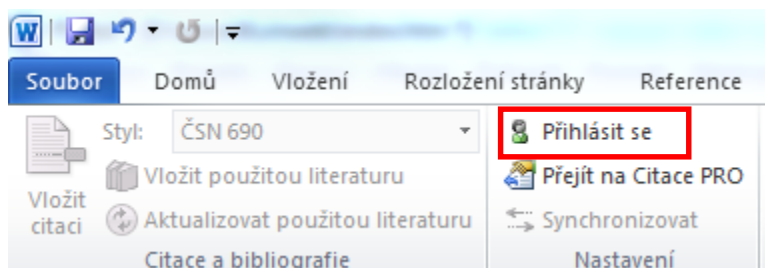 Soubor Domů Vložení Rozložení stránky Reference
Styl: ČSN 690
Vložit použitou literaturu
Aktualizovat použitou literaturu
Vložit
citaci
Citace a bibliografie
Přihlásit se
Přejít na Citace PRO
Synchronizovat
Nastavení